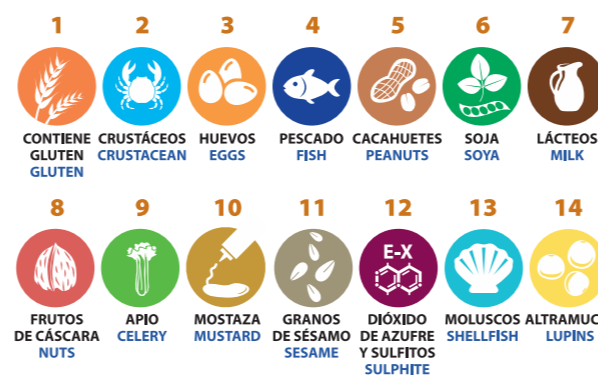 1 2 3 4 5 6 7
CONTIENE GLUTEN
GLUTEN
CRUSTÁCEOS
CRUSTACEAN
HUEVOS
EGGS
PESCADO
FISH
CACAHUETES
PEANUTS
SOJA
SOYA
LÁCTEOS
MILK
8 9 10 11 12 13 14
E-X
FRUTOS
DE CÁSCARA
NUTS
APIO
CELERY
MOSTAZA
MUSTARD
GRANOS
DE SÉSAMO
SESAME
DIÓXIDO
DE AZUFRE
Y SULFITOS
SULPHITE
MOLUSCOS
SHELLFISH
ALTRAMUC
LUPINS